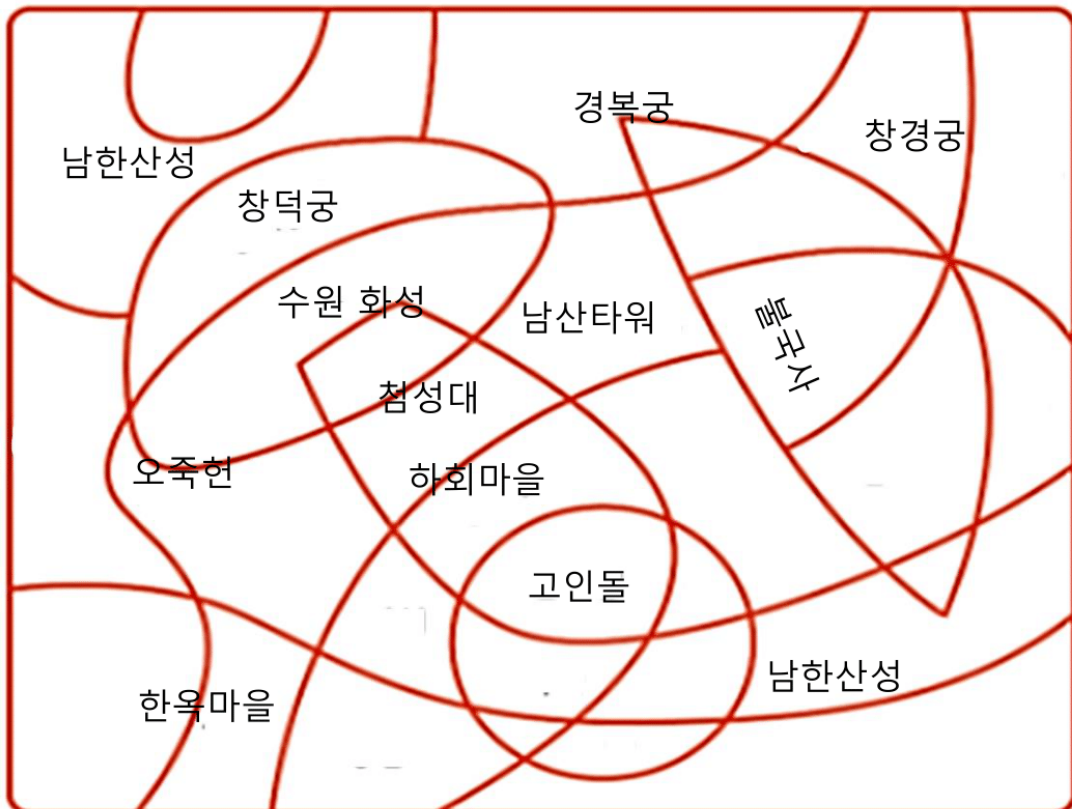 경복궁
창경궁
남한산성
창덕궁
수원 화성
남산타워
불국사
첨성대
오죽헌
하회마을
고인돌
남한산성
한옥마을